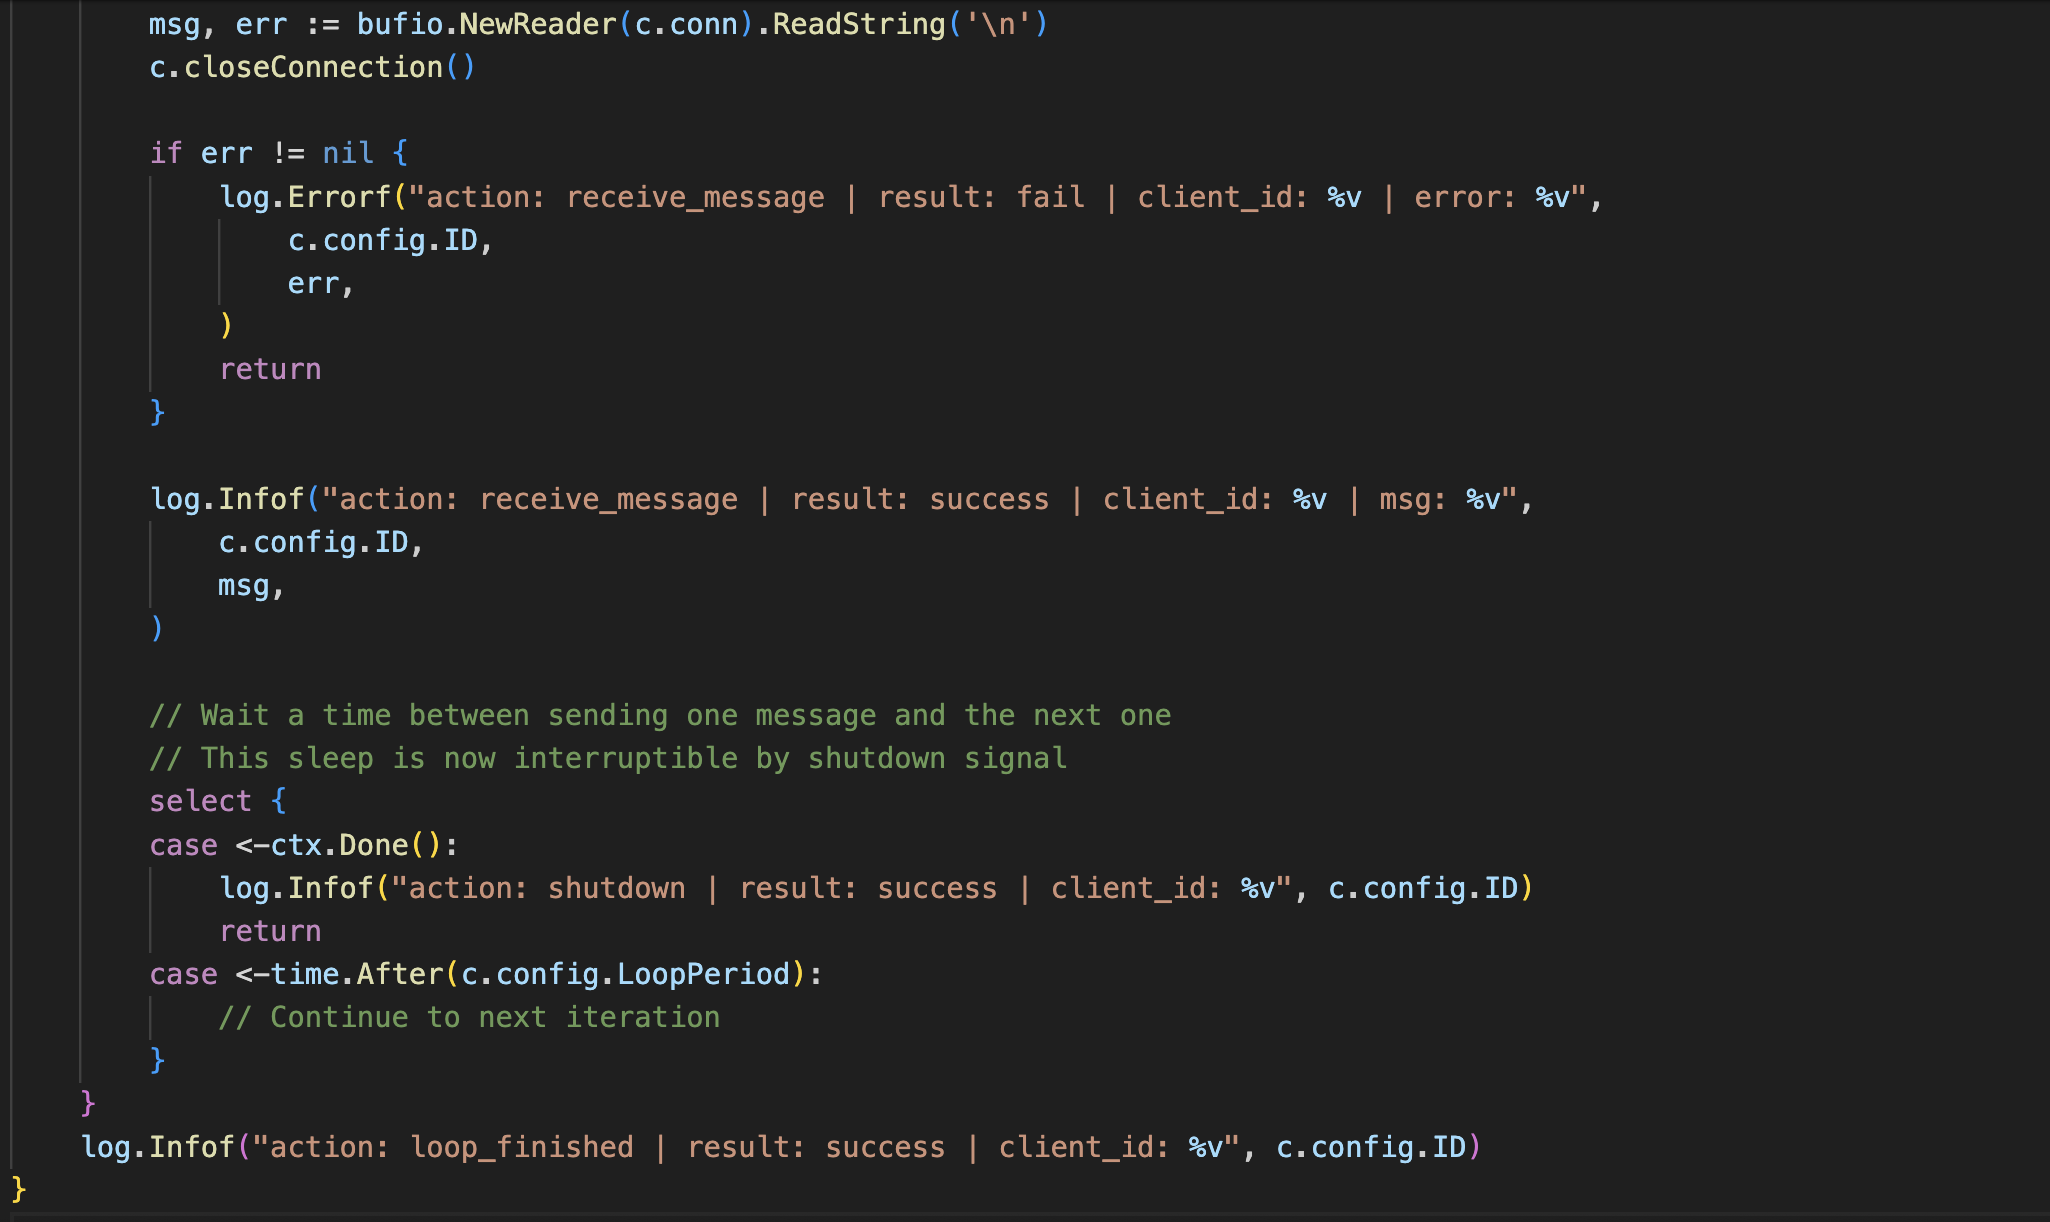 msg, err := bufio.NewReader(c.conn).ReadString('\n')
c.closeConnection()
if err != nil {
log.Errorf("action: receive_message | result: fail | client_id: %v | error: %v",
c.config.ID,
err,
)
return
}
log.Infof("action: receive_message | result: success | client_id: %v | msg: %v",
c.config.ID,
msg,
)
// Wait a time between sending one message and the next one
// This sleep is now interruptible by shutdown signal
select {
case <-ctx.Done():
log.Infof("action: shutdown | result: success | client_id: %v", c.config.ID)
return
case <-time.After(c.config.LoopPeriod):
// Continue to next iteration
}
}
log.Infof("action: loop_finished | result: success | client_id: %v", c.config.ID)
}